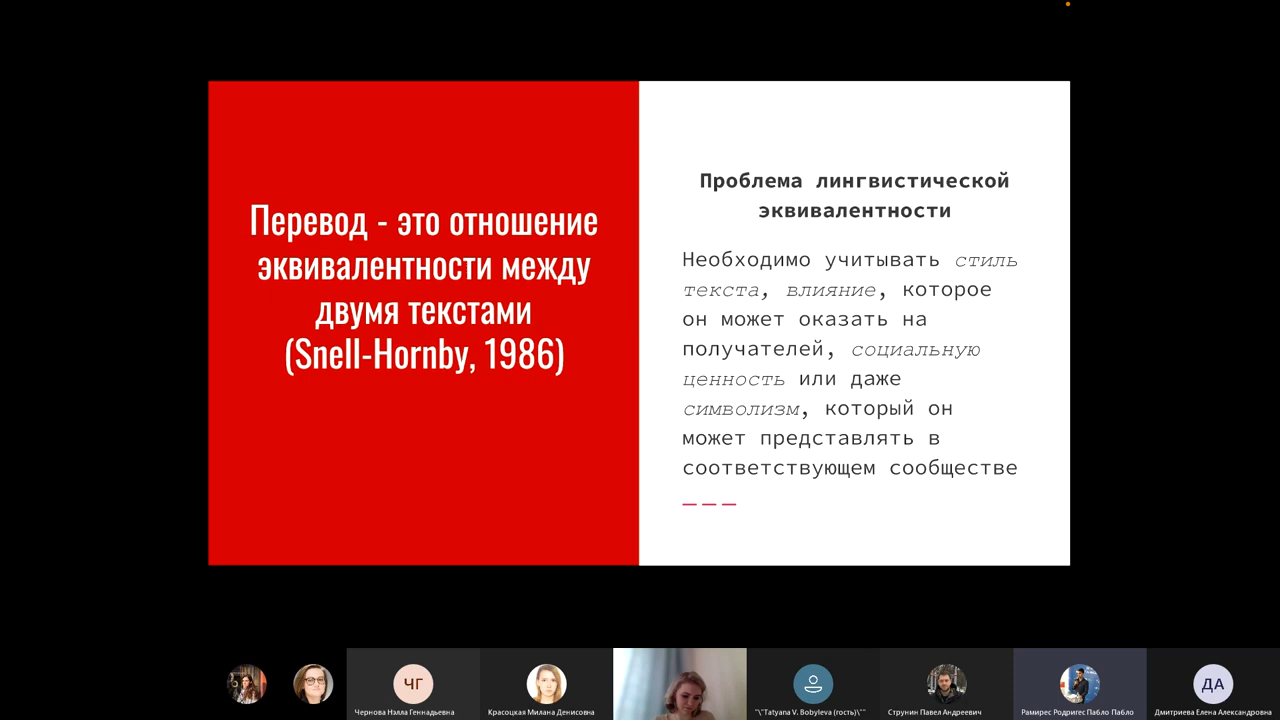 Перевод - это отношение
эквивалентности между
двумя текстами
(Snell-Hornby, 1986)
Проблема лингвистической
эквивалентности
Необходимо учитывать стиль
текста, влияние, которое
он может оказать на
получателей, социальную
ценность или даже
символизм, который он
может представлять в
соответствующем сообществе
ЧГ
Чернова Нэлла Геннадьевна
Красоцкая Милана Денисовна
"\"Tatyana V. Bobyleva (гость)\""
Струнин Павел Андреевич
Рамирес Родригес Пабло Пабло
ДА
Дмитриева Елена Александровна